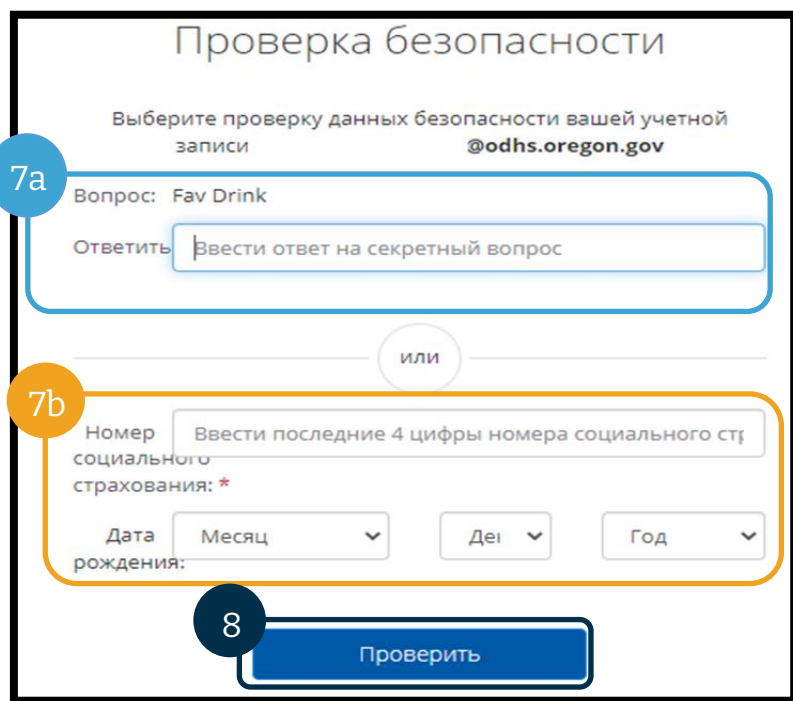 Проверка безопасности
Выберите проверку данных безопасности вашей учетной
записи @odhs.oregon.gov
7a
Вопрос: Fav Drink
Ответить Ввести ответ на секретный вопрос
или
7b
Номер Ввести последние 4 цифры номера социального стр
социального
страхования: *
Дата Месяц Де Год
рождения:
8
Проверить